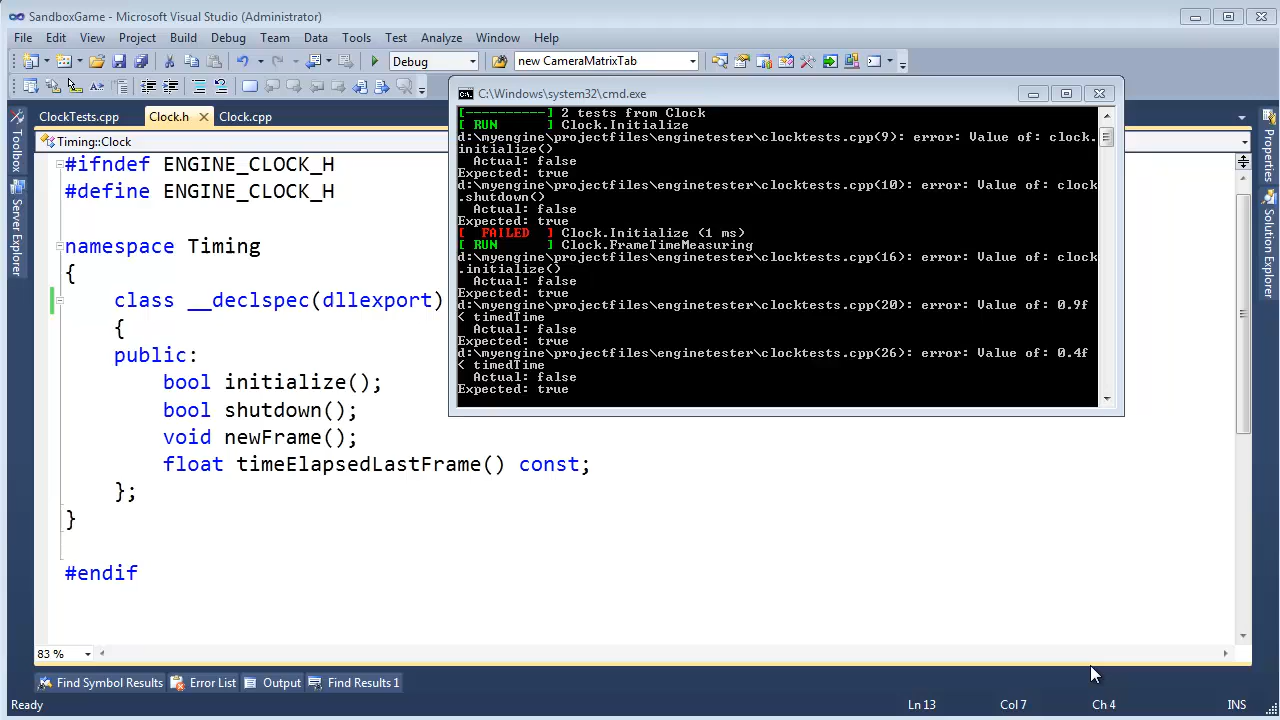 SandboxGame - Microsoft Visual Studio (Administrator)
File Edit View Project Build Debug Team Data Tools Test Analyze Window Help
Debug new CameraMatrixTab
C:\Windows\system32\cmd.exe
ClockTests.cpp Clock.h Clock.cpp
Timing::Clock
Toolbox
Server Explorer
#ifndef ENGINE_CLOCK_H
#define ENGINE_CLOCK_H
namespace Timing
{
class __declspec(dllexport)
{
public:
bool initialize();
bool shutdown();
void newFrame();
float timeElapsedLastFrame() const;
};
}
#endif
[----------] 2 tests from Clock
[ RUN      ] Clock.Initialize
d:\myengine\projectfiles\enginetester\clocktests.cpp(9): error: Value of: clock.
initialize()
Actual: false
Expected: true
d:\myengine\projectfiles\enginetester\clocktests.cpp(10): error: Value of: clock
.shutdown()
Actual: false
Expected: true
[  FAILED  ] Clock.Initialize (1 ms)
[ RUN      ] Clock.FrameTimeMeasuring
d:\myengine\projectfiles\enginetester\clocktests.cpp(16): error: Value of: clock
.initialize()
Actual: false
Expected: true
d:\myengine\projectfiles\enginetester\clocktests.cpp(20): error: Value of: 0.9f
< timedTime
Actual: false
Expected: true
d:\myengine\projectfiles\enginetester\clocktests.cpp(26): error: Value of: 0.4f
< timedTime
Actual: false
Expected: true
Properties
Solution Explorer
83 %
Find Symbol Results Error List Output Find Results 1
Ready Ln 13 Col 7 Ch 4 INS